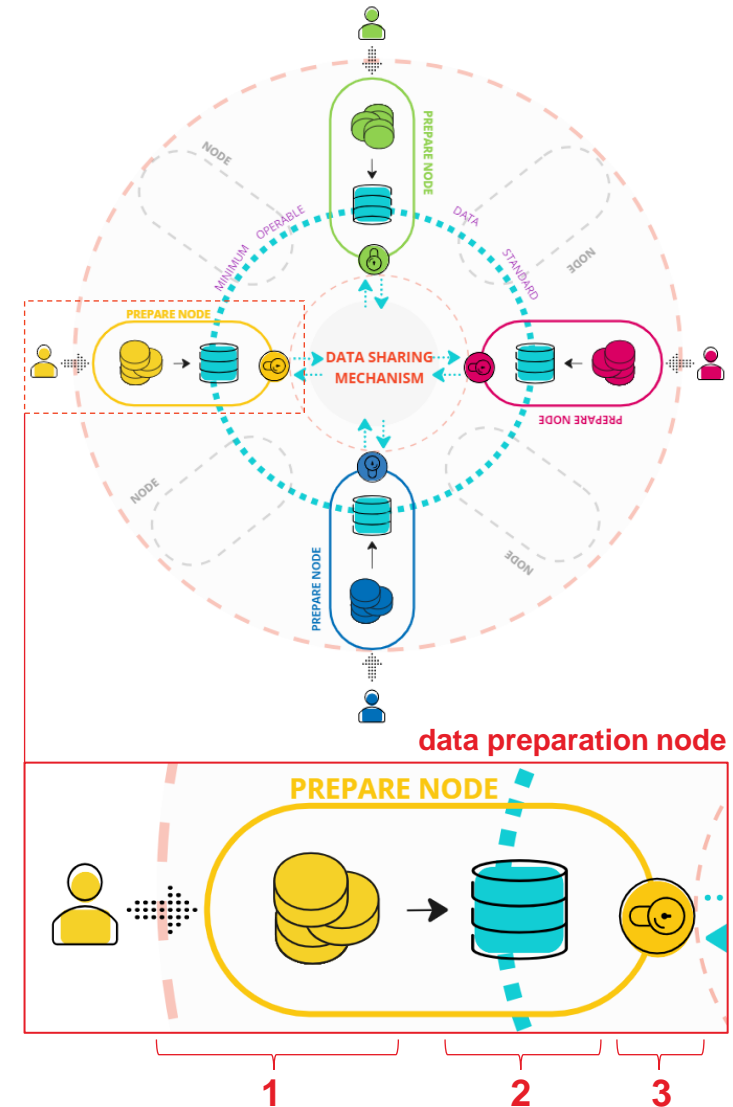 NODE
PREPARE NODE
MINIMUM OPERABLE DATA STANDARD
NODE
PREPARE NODE
DATA SHARING
MECHANISM
PREPARE NODE
NODE
PREPARE NODE
NODE
data preparation node
PREPARE NODE
1
2
3